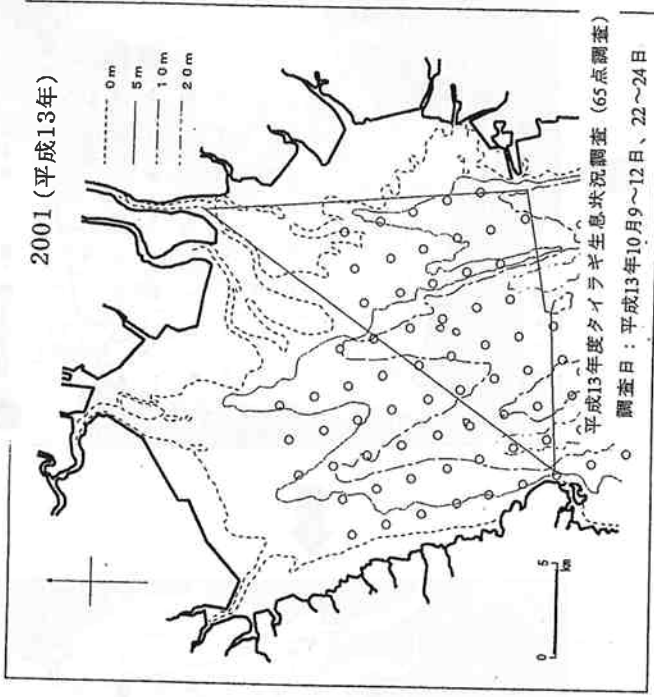 2001 (平成13年)
0m
5m
10m
20m
0
5
km
平成13年度タイラギ生息状況調査 (65点調査)
調査日：平成13年10月9～12日、22～24日